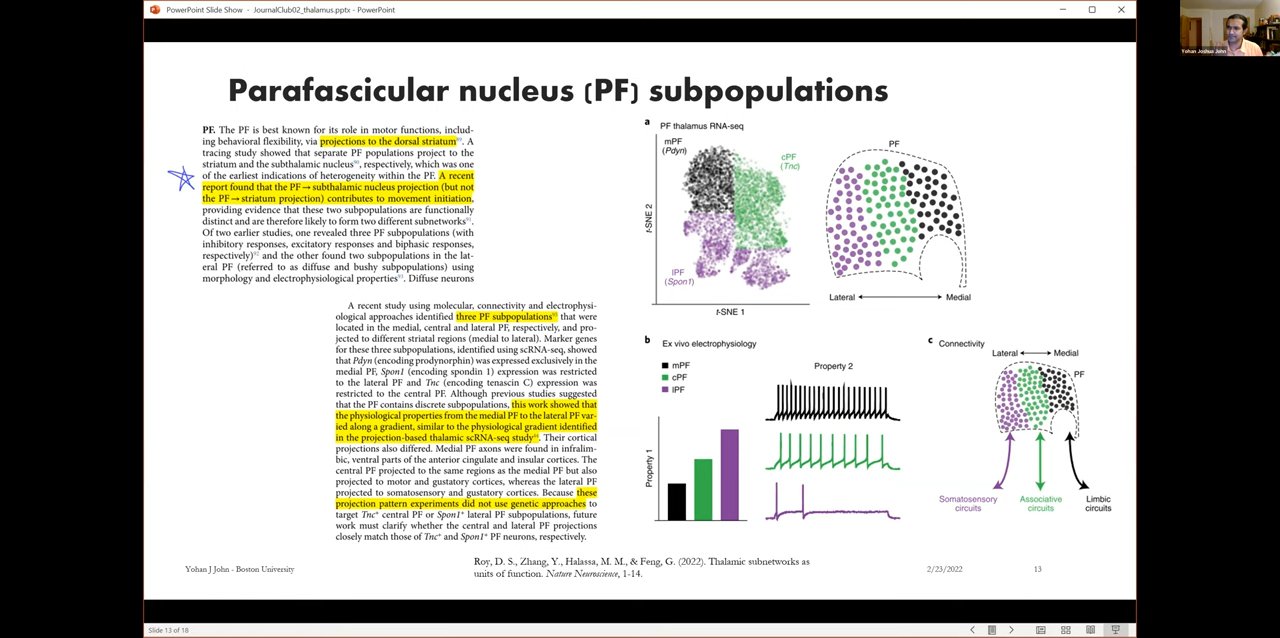 PowerPoint Slide Show - JournalClub02_thalamus.pptx - PowerPoint
Yohan Joshua John
Parafascicular nucleus (PF) subpopulations
PF. The PF is best known for its role in motor functions, includ-
ing behavioral flexibility, via projections to the dorsal striatum. A
tracing study showed that separate PF populations project to the
striatum and the subthalamic nucleus, respectively, which was one
of the earliest indications of heterogeneity within the PF. A recent
report found that the PF→subthalamic nucleus projection (but not
the PF→striatum projection) contributes to movement initiation,
providing evidence that these two subpopulations are functionally
distinct and are therefore likely to form two different subnetworks.
Of two earlier studies, one revealed three PF subpopulations (with
inhibitory responses, excitatory responses and biphasic responses,
respectively) and the other found two subpopulations in the lat-
eral PF (referred to as diffuse and bushy subpopulations) using
morphology and electrophysiological properties. Diffuse neurons
A recent study using molecular, connectivity and electrophysi-
ological approaches identified three PF subpopulations that were
located in the medial, central and lateral PF, respectively, and pro-
jected to different striatal regions (medial to lateral). Marker genes
for these three subpopulations, identified using scRNA-seq, showed
that Pdyn (encoding prodynorphin) was expressed exclusively in the
medial PF, Spon1 (encoding spondin 1) expression was restricted
to the lateral PF and Tnc (encoding tenascin C) expression was
restricted to the central PF. Although previous studies suggested
that the PF contains discrete subpopulations, this work showed that
the physiological properties from the medial PF to the lateral PF var-
ied along a gradient, similar to the physiological gradient identified
in the projection-based thalamic scRNA-seq study. Their cortical
projections also differed. Medial PF axons were found in infralim-
bic, ventral parts of the anterior cingulate and insular cortices. The
central PF projected to the same regions as the medial PF but also
projected to motor and gustatory cortices, whereas the lateral PF
projected to somatosensory and gustatory cortices. Because these
projection pattern experiments did not use genetic approaches to
target Tnc+ central PF or Spon1+ lateral PF subpopulations, future
work must clarify whether the central and lateral PF projections
closely match those of Tnc+ and Spon1+ PF neurons, respectively.
a PF thalamus RNA-seq
mPF
(Pdyn)
cPF
(Tnc)
lPF
(Spon1)
t-SNE 2
t-SNE 1
PF
Lateral Medial
b Ex vivo electrophysiology
mPF
cPF
lPF
Property 1
Property 2
c Connectivity
Lateral Medial
PF
Somatosensory
circuits
Associative
circuits
Limbic
circuits
Roy, D. S., Zhang, Y., Halassa, M. M., & Feng, G. (2022). Thalamic subnetworks as
units of function. Nature Neuroscience, 1-14.
Yohan J John - Boston University
2/23/2022
13
Slide 13 of 18